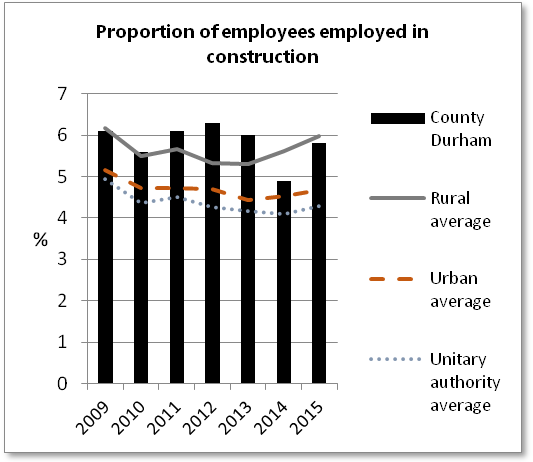 Proportion of employees employed in
construction
7
6
5
4
3
2
1
0
%
2009
2010
2011
2012
2013
2014
2015
County
Durham
Rural
average
Urban
average
Unitary
authority
average